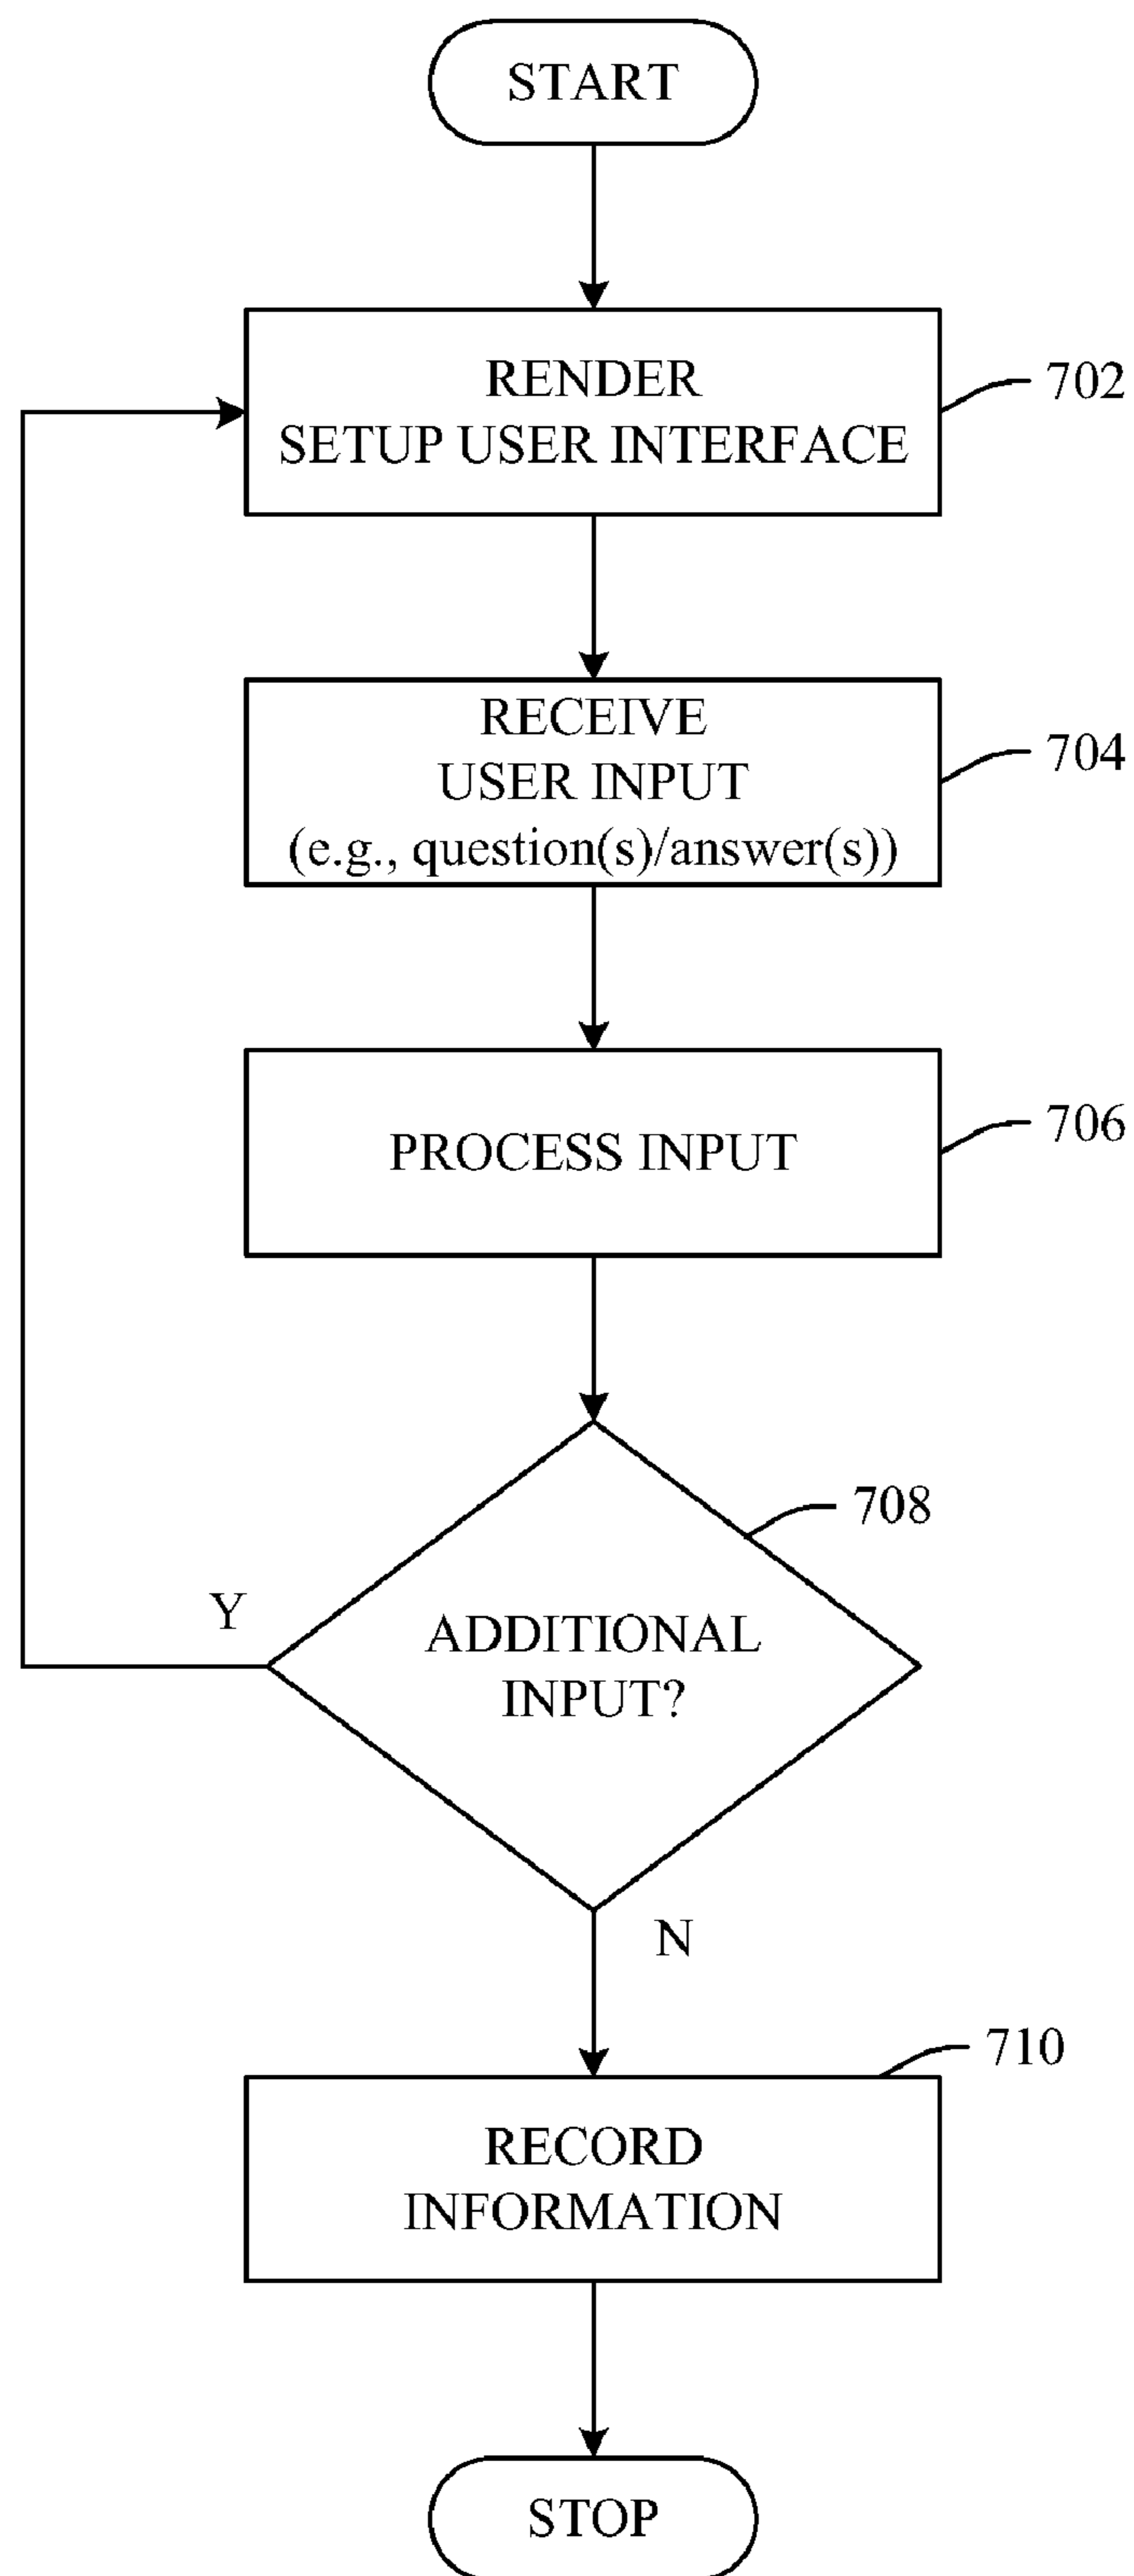 START
RENDER
SETUP USER INTERFACE
702
RECEIVE
USER INPUT
(e.g., question(s)/answer(s))
704
PROCESS INPUT
706
708
Y
ADDITIONAL
INPUT?
N
710
RECORD
INFORMATION
STOP